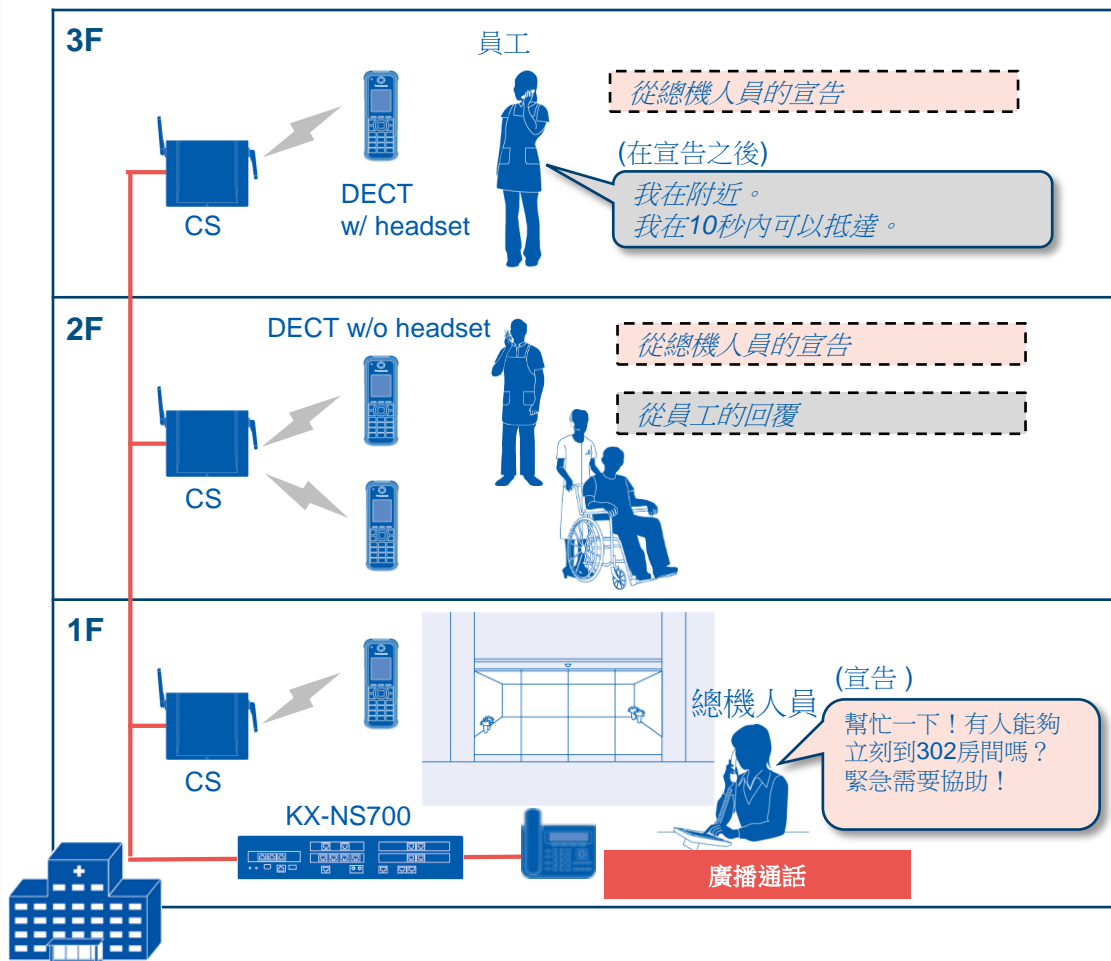 3F
員工
從總機人員的宣告
(在宣告之後)
我在附近。
我在10秒內可以抵達。
DECT
w/ headset
CS
2F
DECT w/o headset
從總機人員的宣告
從員工的回覆
CS
1F
(宣告 )
總機人員
幫忙一下！有人能夠
立刻到302房間嗎？
緊急需要協助！
CS
KX-NS700
廣播通話